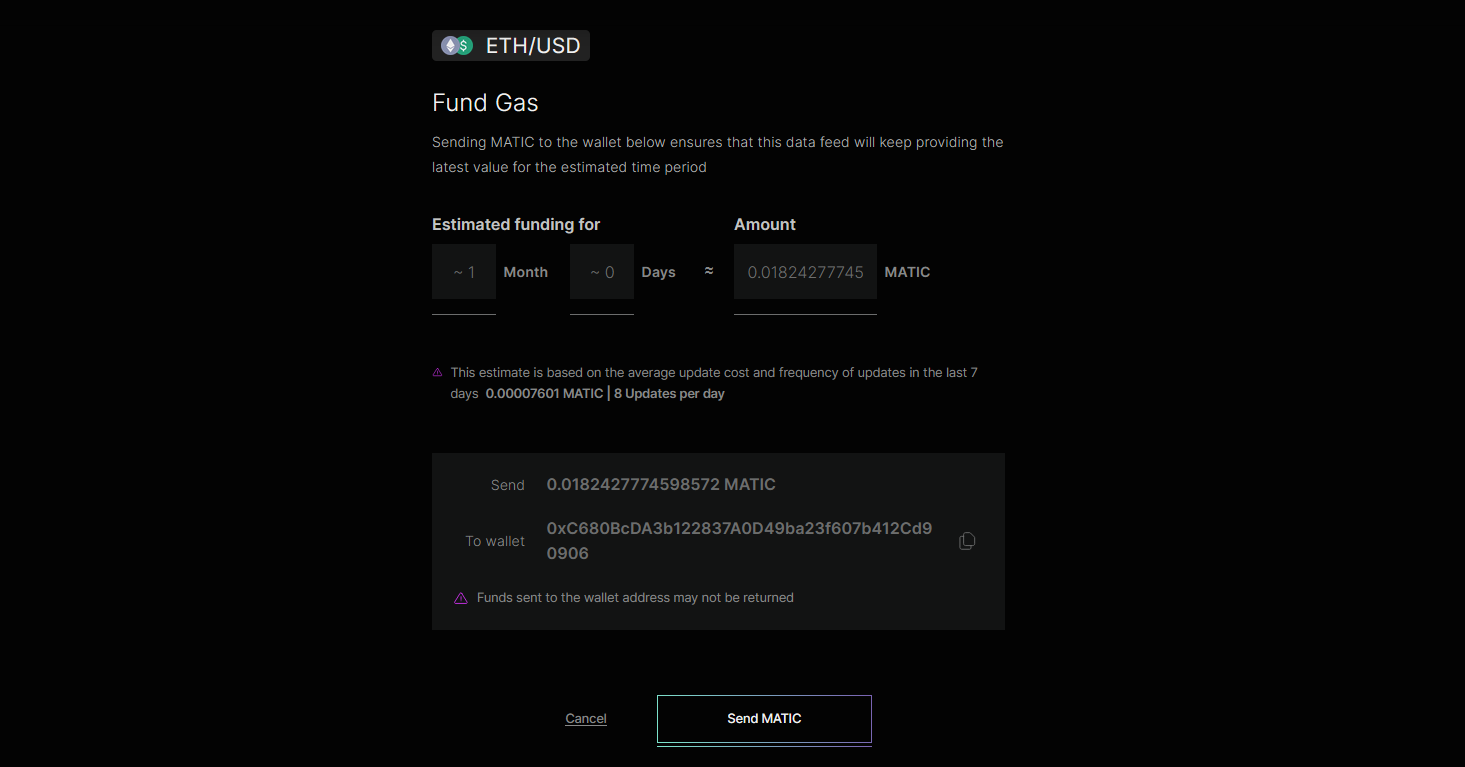 ETH/USD
Fund Gas
Sending MATIC to the wallet below ensures that this data feed will keep providing the
latest value for the estimated time period
Estimated funding for
Amount
~ 1 Month ~ 0 Days ≈ 0.01824277745 MATIC
This estimate is based on the average update cost and frequency of updates in the last 7
days 0.00007601 MATIC | 8 Updates per day
Send 0.0182427774598572 MATIC
To wallet 0xC680BcDA3b122837A0D49ba23f607b412Cd9
0906
Funds sent to the wallet address may not be returned
Cancel
Send MATIC